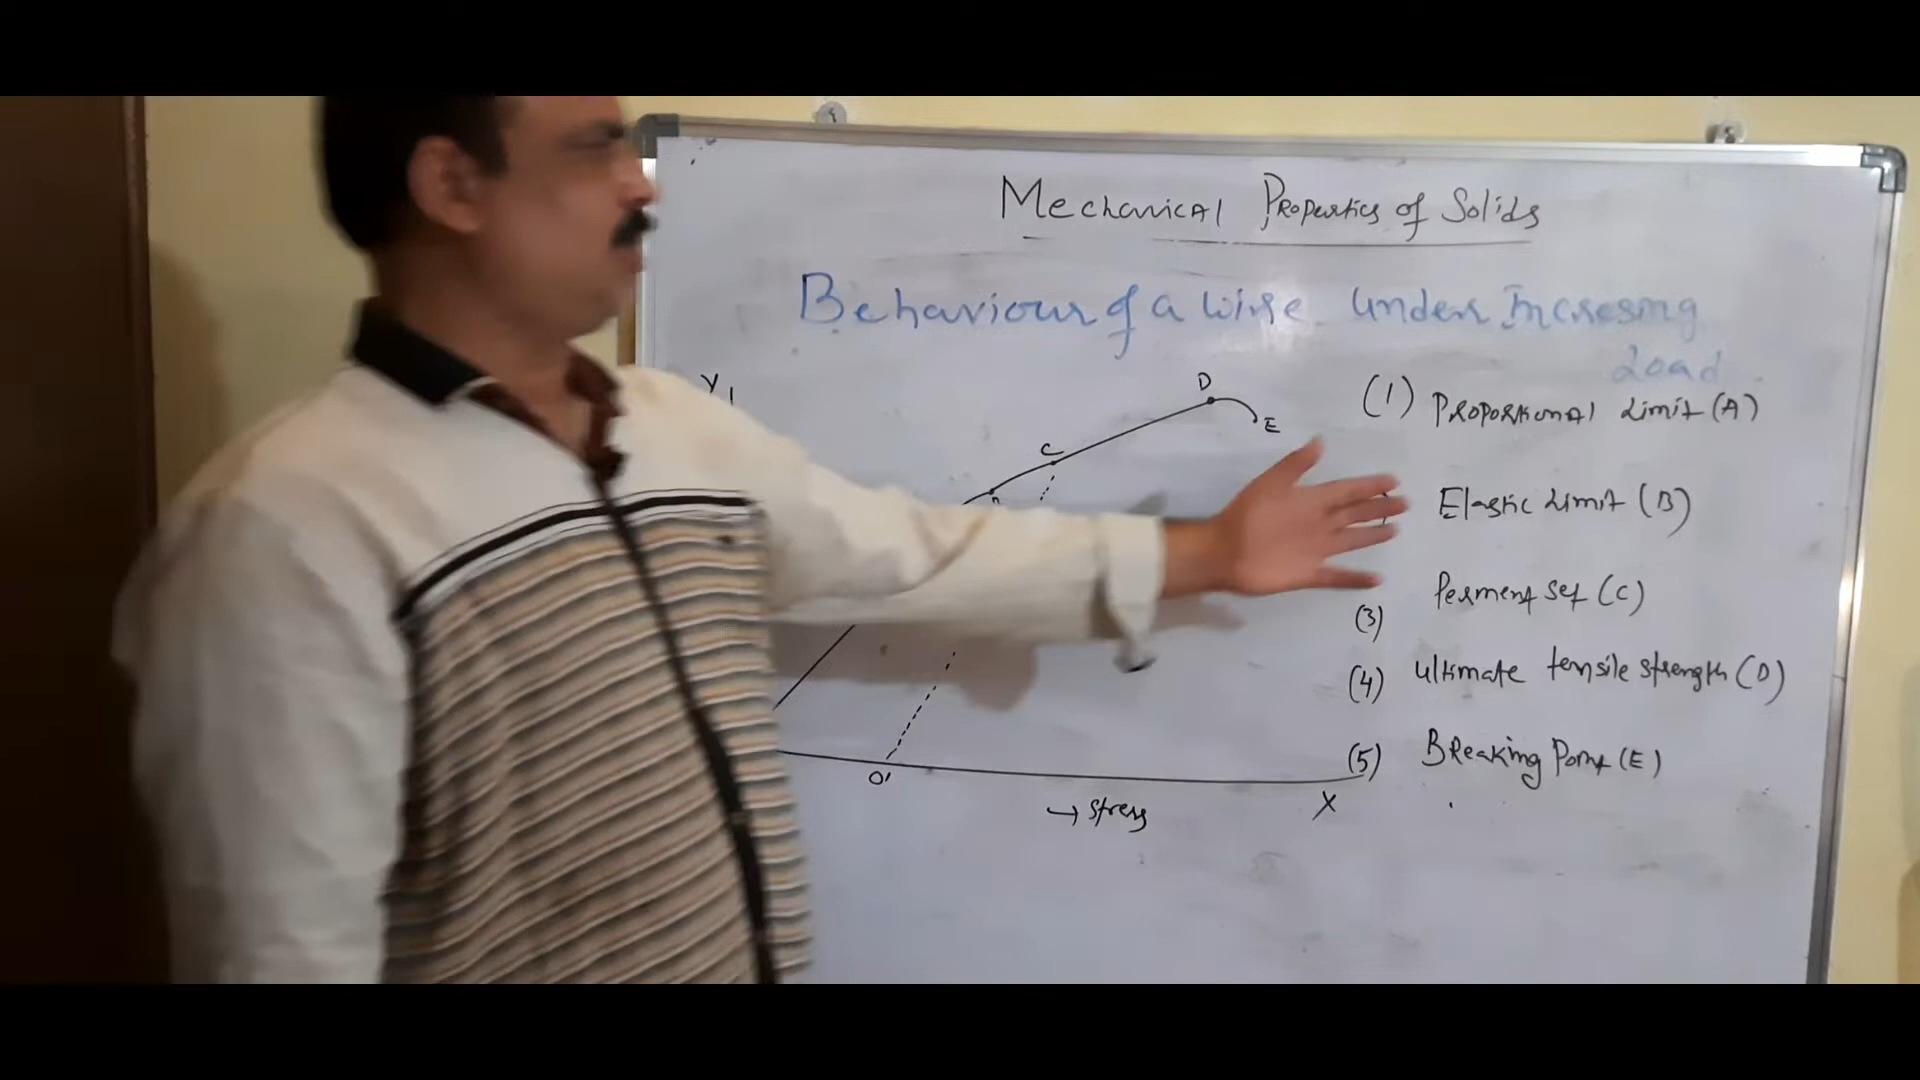 Mechanical Properties of Solids
Behaviour of a wire under Incresing
Load
Y
D
E
C
(1) Proportional Limit (A)
Elastic Limit (B)
(3) Perment set (C)
(4) ultimate tensile strength (D)
(5) Breaking Point (E)
O'
→ stress
X